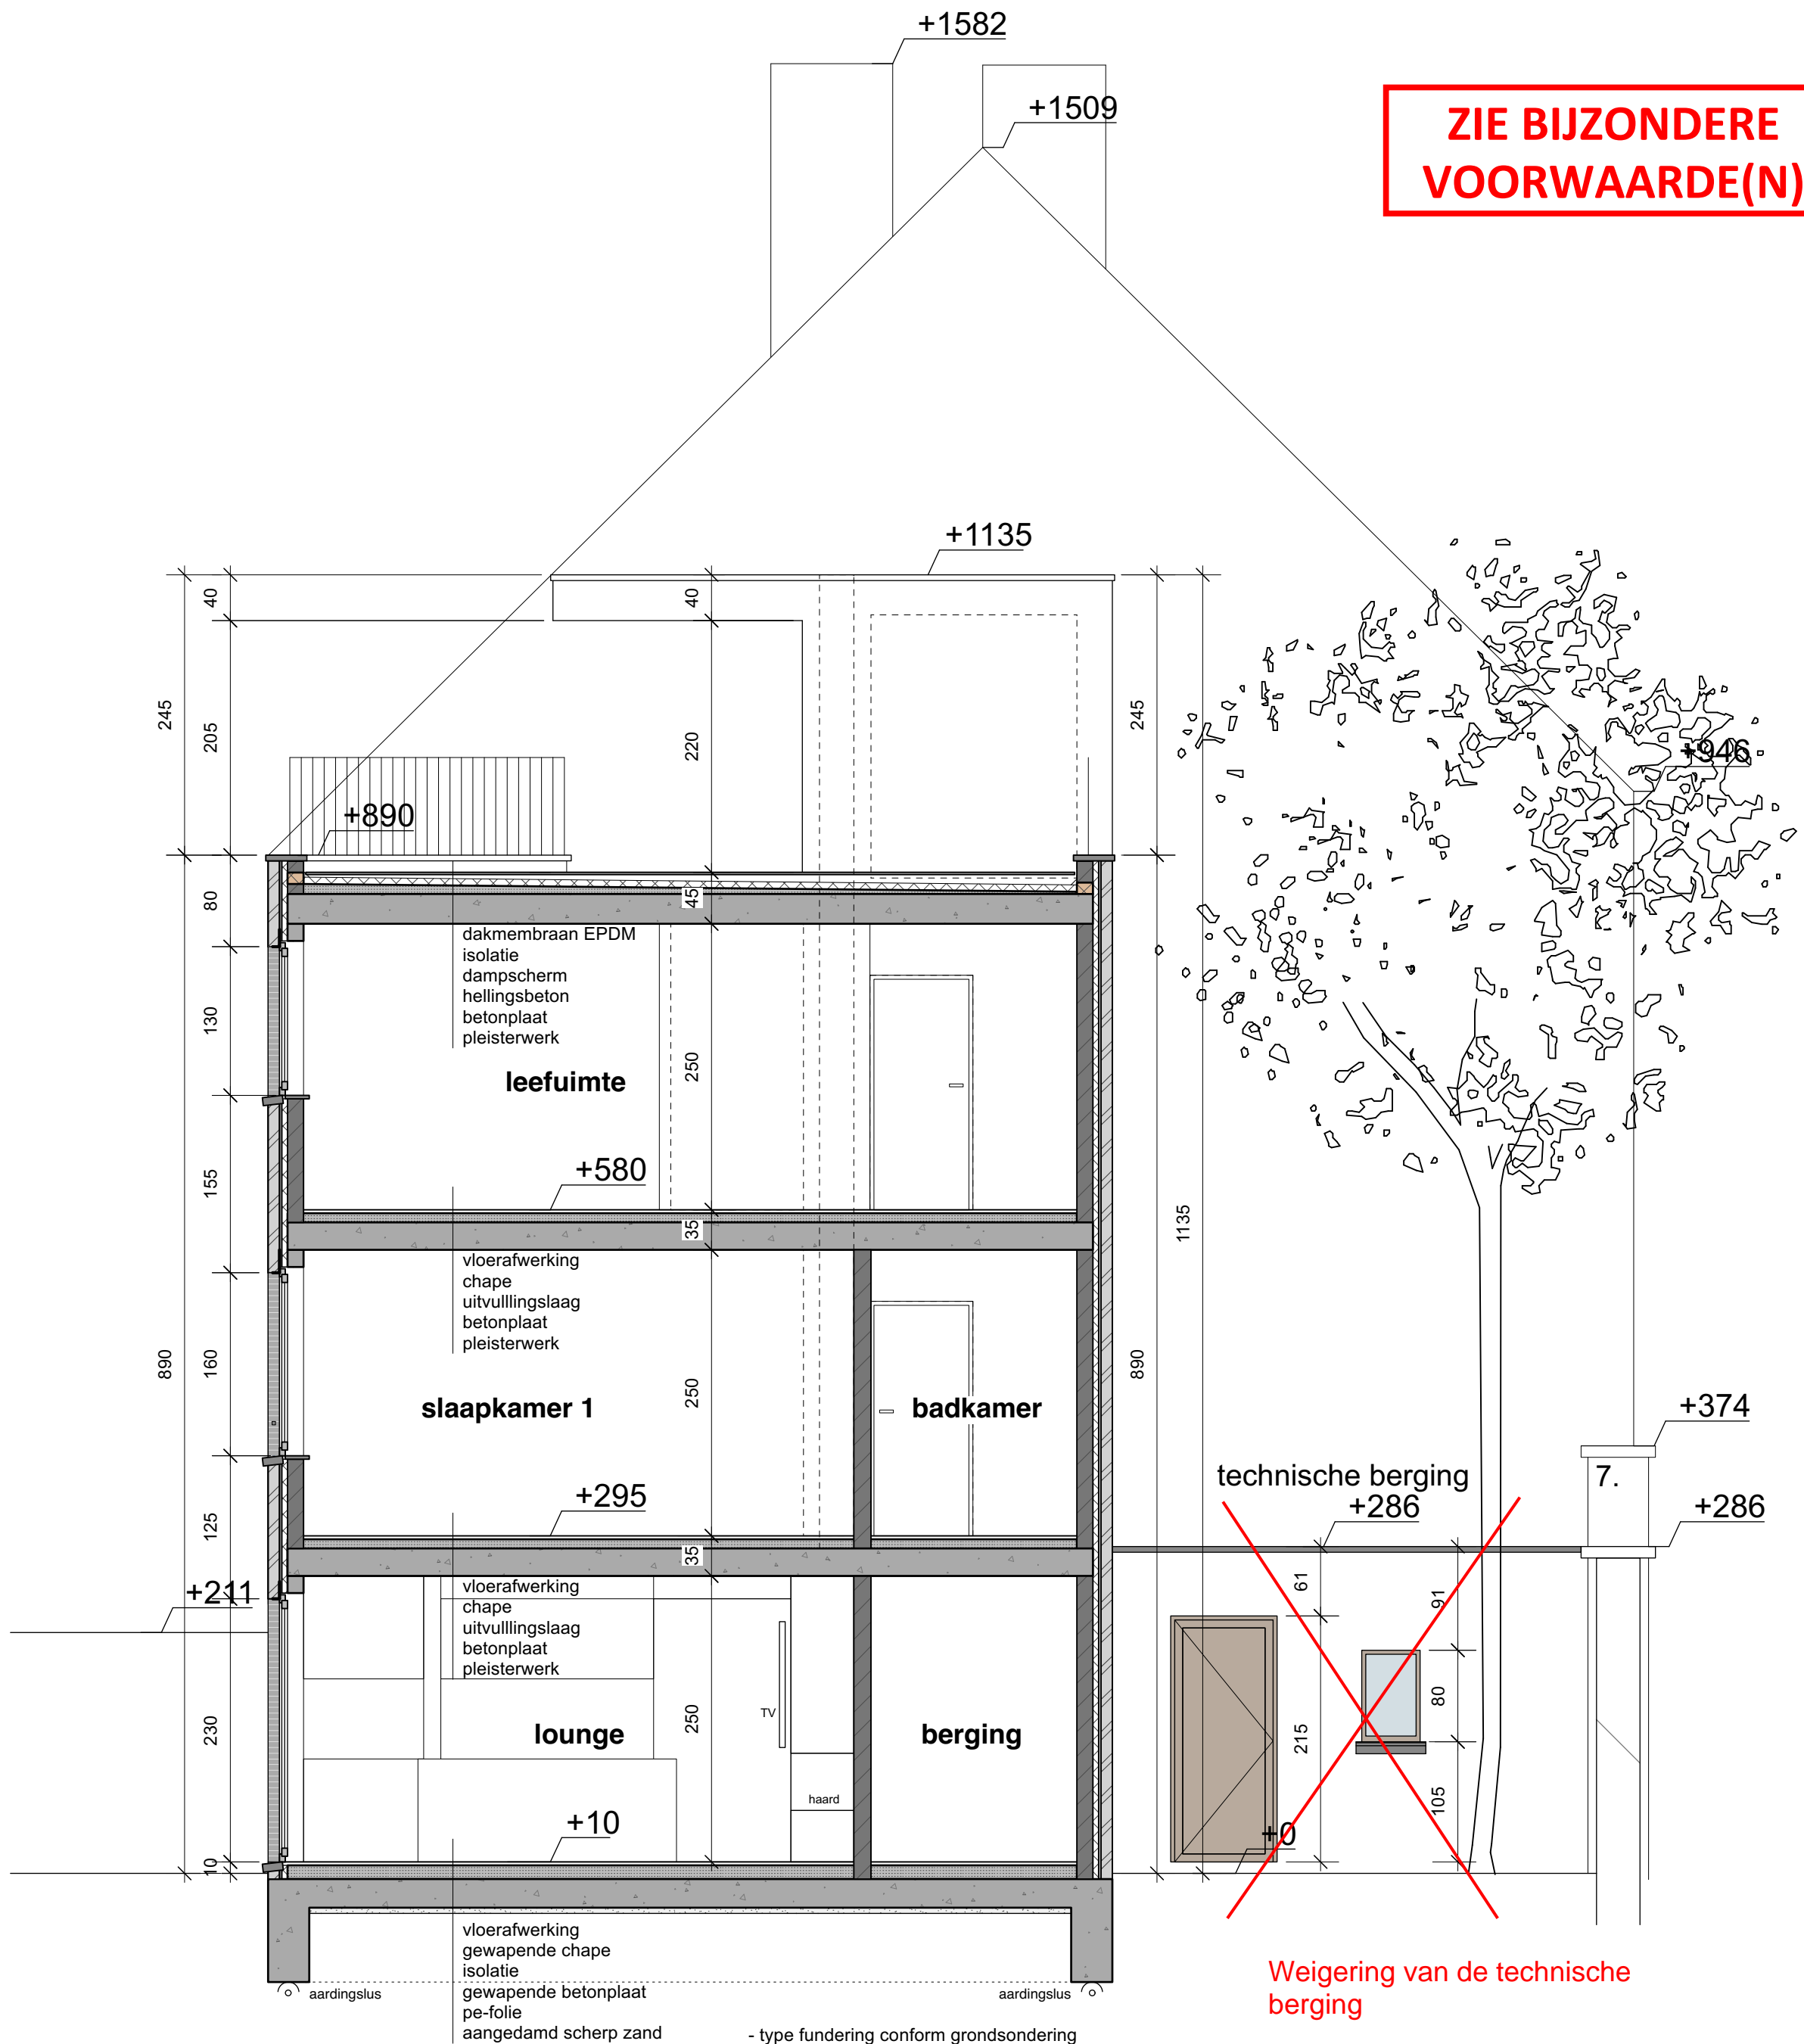 +1582
+1509
ZIE BIJZONDERE
VOORWAARDE(N)
+1135
40
40
245
205
220
245
+946
+890
80
45
dakmembraan EPDM
isolatie
dampscherm
hellingsbeton
betonplaat
pleisterwerk
130
250
leefuimte
155
+580
35
1135
vloerafwerking
chape
uitvulllingslaag
betonplaat
pleisterwerk
890
160
250
890
slaapkamer 1
badkamer
+374
technische berging
7.
+295
+286
+286
125
35
61
91
+211
vloerafwerking
chape
uitvulllingslaag
betonplaat
pleisterwerk
TV
230
lounge
250
berging
215
80
haard
105
+10
+0
10
vloerafwerking
gewapende chape
isolatie
gewapende betonplaat
pe-folie
aangedamd scherp zand
aardingslus
aardingslus
Weigering van de technische
berging
- type fundering conform grondsondering